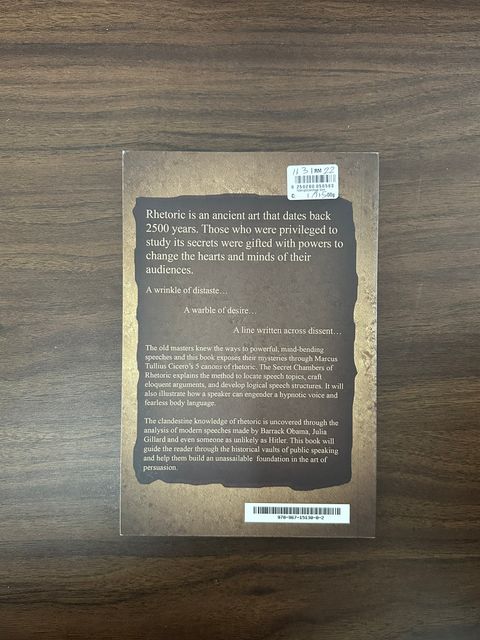 RM 22
Rhetoric is an ancient art that dates back
2500 years. Those who were privileged to
study its secrets were gifted with powers to
change the hearts and minds of their
audiences.
A wrinkle of distaste…
A warble of desire…
A line written across dissent…
The old masters knew the ways to powerful, mind-bending
speeches and this book exposes their mysteries through Marcus
Tullius Cicero's 5 canons of rhetoric. The Secret Chambers of
Rhetoric explains the method to locate speech topics, craft
eloquent arguments, and develop logical speech structures. It will
also illustrate how a speaker can engender a hypnotic voice and
fearless body language.
The clandestine knowledge of rhetoric is uncovered through the
analysis of modern speeches made by Barrack Obama, Julia
Gillard and even someone as unlikely as Hitler. This book will
guide the reader through the historical vaults of public speaking
and help them build an unassailable foundation in the art of
persuasion.
978-967-15130-0-2